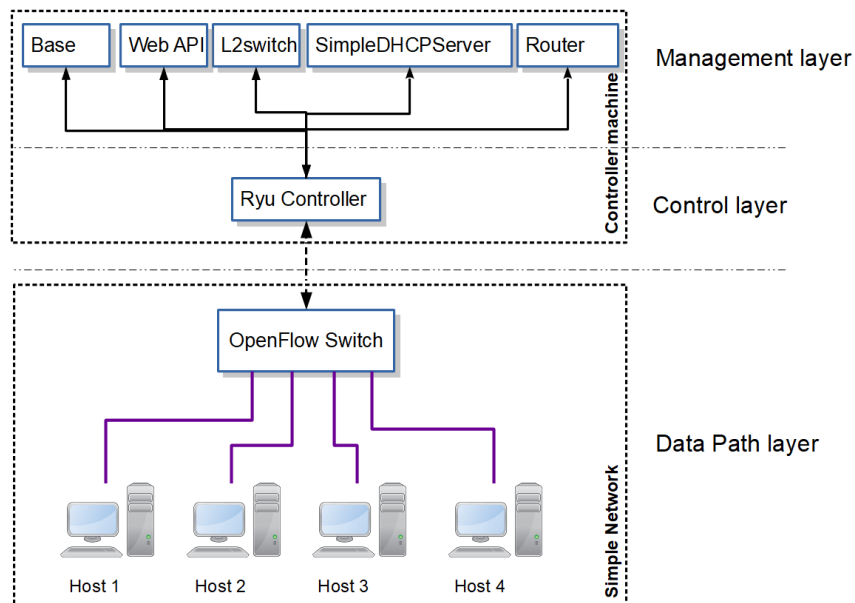 Base
Web API
L2switch
SimpleDHCPServer
Router
Management layer
Controller machine
Ryu Controller
Control layer
OpenFlow Switch
Data Path layer
Simple Network
Host 1
Host 2
Host 3
Host 4